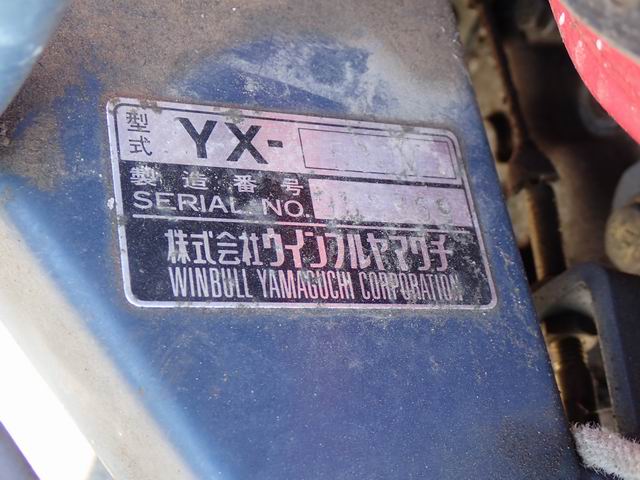 型式 YX-
製造番号
SERIAL NO.
株式会社ウインブルヤマグチ
WINBULL YAMAGUCHI CORPORATION